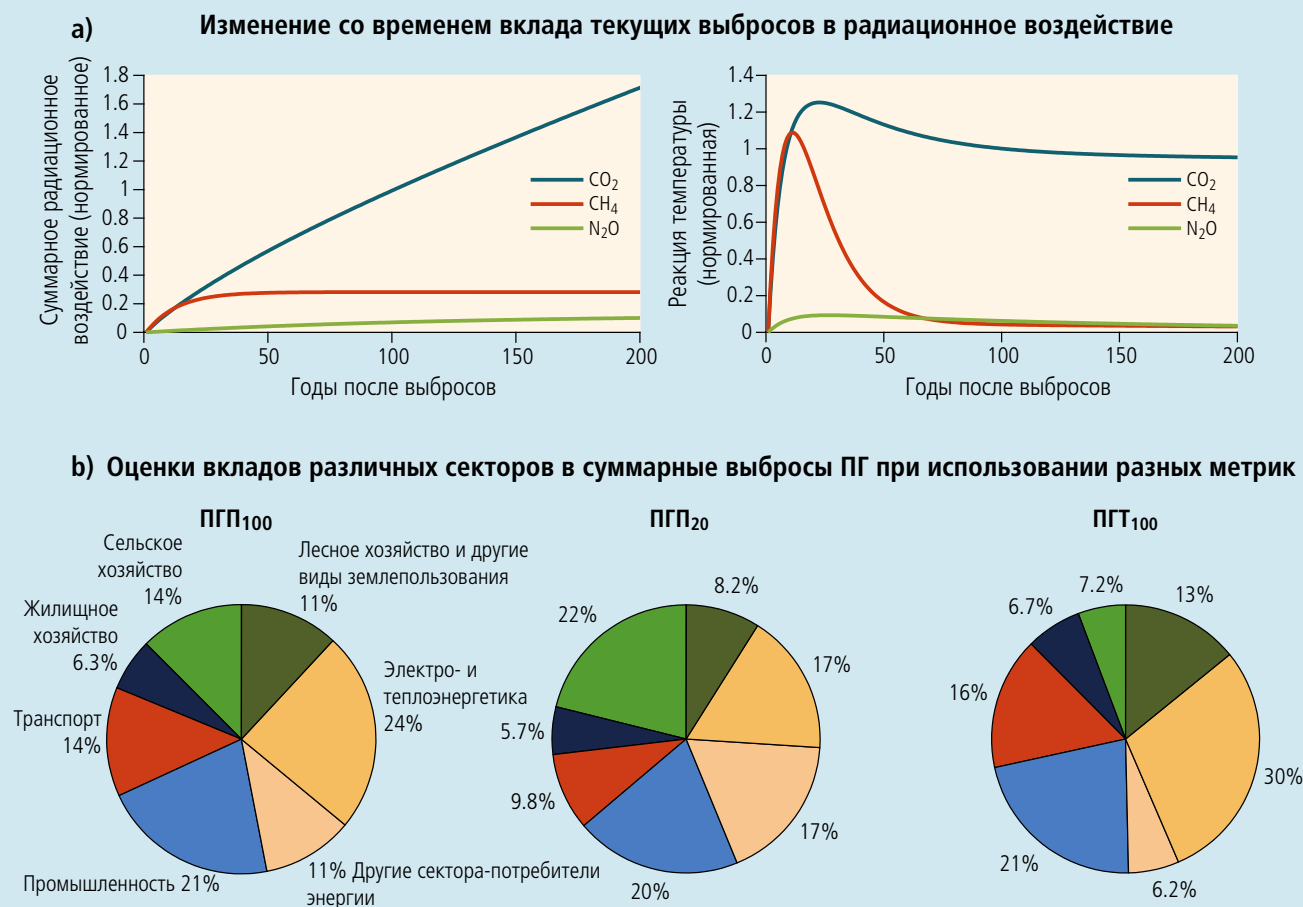 a)
Изменение со временем вклада текущих выбросов в радиационное воздействие
Суммарное радиационное
воздействие (нормированное)
1.8
1.6
1.4
1.2
1
0.8
0.6
0.4
0.2
0
0
50
100
150
200
CO₂
CH₄
N₂O
Годы после выбросов
Реакция температуры
(нормированная)
1.4
1.2
1
0.8
0.6
0.4
0.2
0
0
50
100
150
200
CO₂
CH₄
N₂O
Годы после выбросов
b) Оценки вкладов различных секторов в суммарные выбросы ПГ при использовании разных метрик
ПГП₁₀₀
Сельское
хозяйство
14%
Лесное хозяйство и другие
виды землепользования
11%
Жилищное
хозяйство
6.3%
Электро- и
теплоэнергетика
24%
Транспорт
14%
Промышленность 21%
11% Другие сектора-потребители
энергии
ПГП₂₀
8.2%
22%
17%
5.7%
9.8%
17%
20%
ПГТ₁₀₀
7.2%
13%
6.7%
16%
30%
21%
6.2%